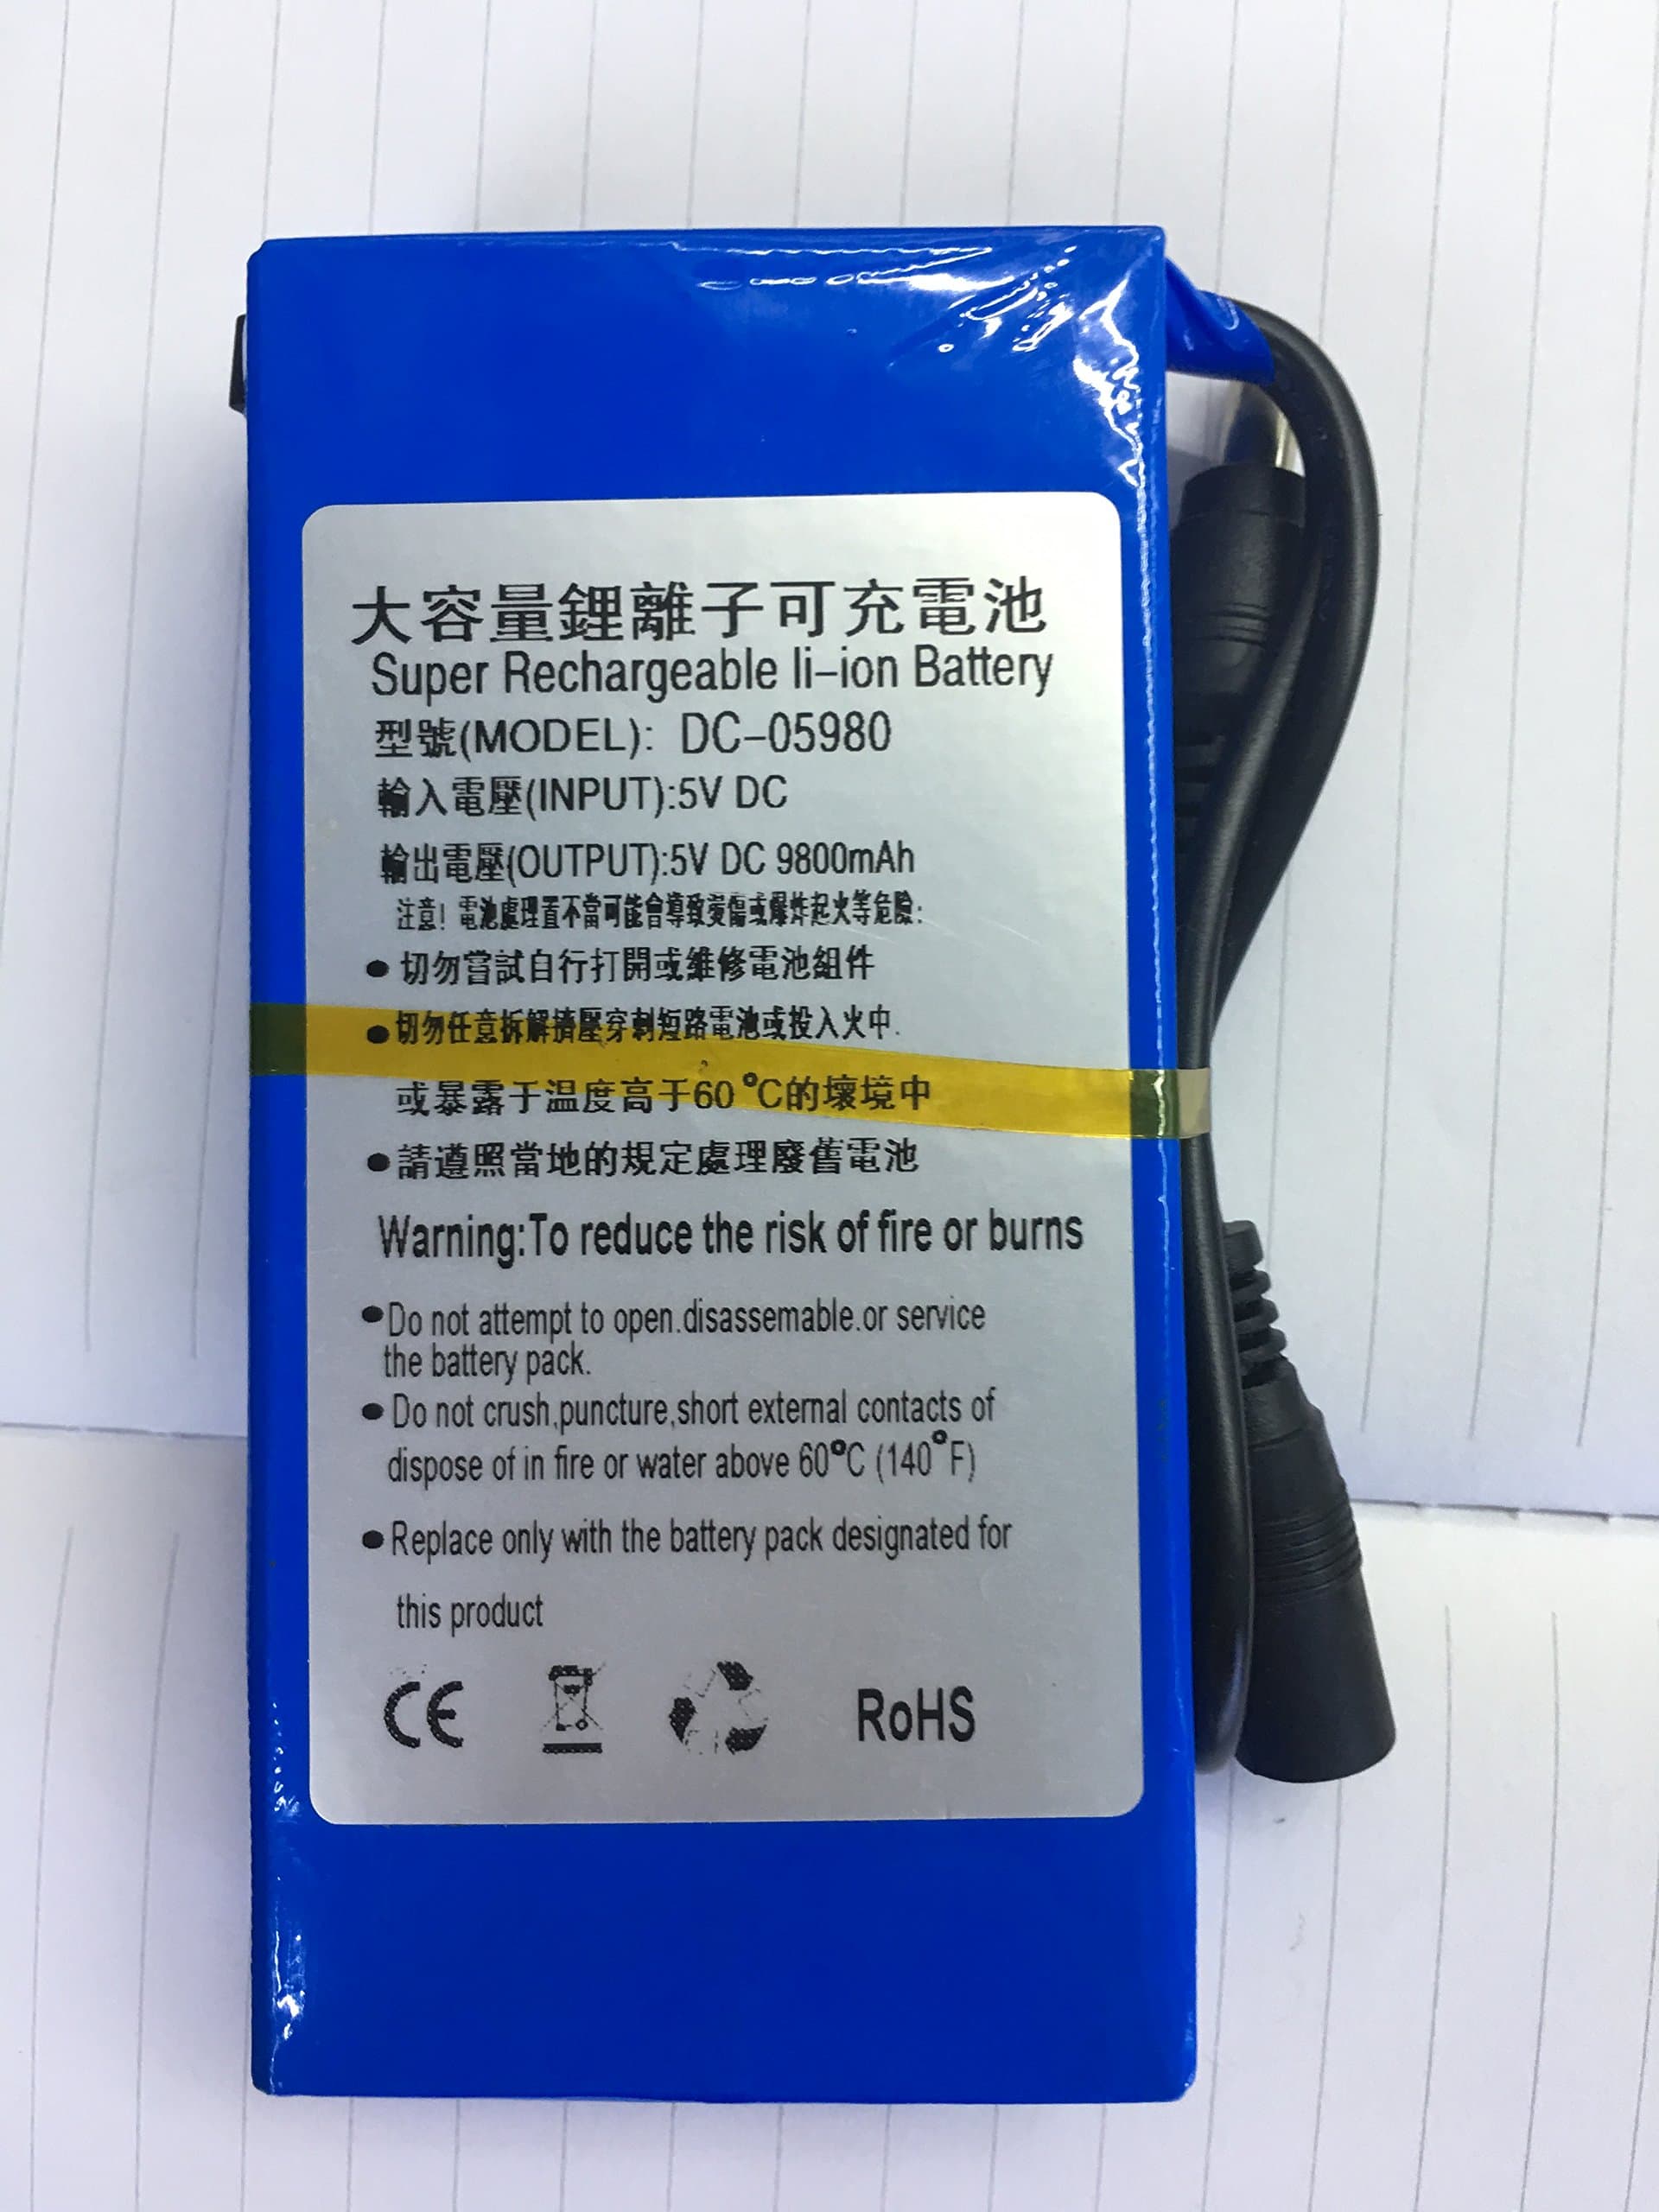 大容量鋰離子可充電池
Super Rechargeable li-ion Battery
型號(MODEL): DC-05980
輸入電壓(INPUT):5V DC
輸出電壓(OUTPUT):5V DC 9800mAh
注意! 電池處理置不當可能會導致燙傷或爆炸起火等危險:
● 切勿嘗試自行打開或維修電池組件
● 切勿任意拆解擠壓穿刺短路電池或投入火中.
或暴露于温度高于60°C的壞境中
● 請遵照當地的規定處理廢舊電池
Warning:To reduce the risk of fire or burns
● Do not attempt to open.disassemable.or service
the battery pack.
● Do not crush,puncture,short external contacts of
dispose of in fire or water above 60°C (140°F)
● Replace only with the battery pack designated for
this product
CE RoHS